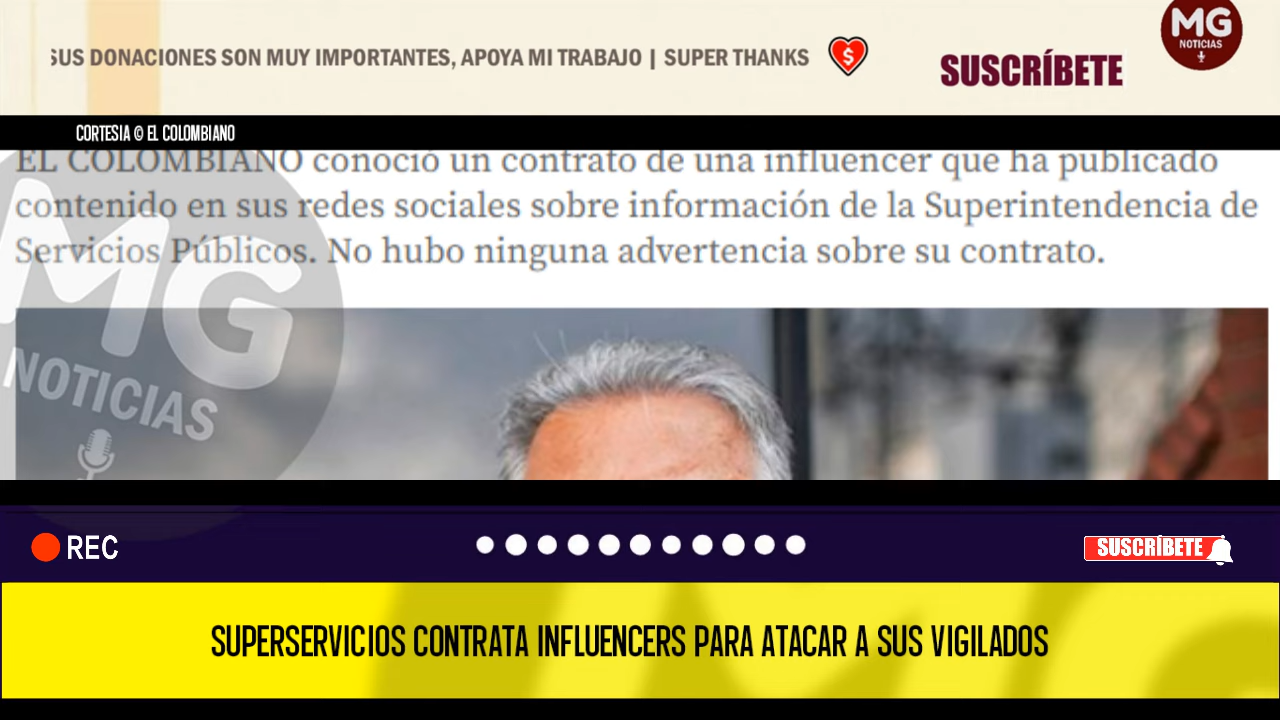 SUS DONACIONES SON MUY IMPORTANTES, APOYA MI TRABAJO | SUPER THANKS
$
SUSCRÍBETE
MG
NOTICIAS
CORTESIA © EL COLOMBIANO
EL COLOMBIANO conoció un contrato de una influencer que ha publicado
contenido en sus redes sociales sobre información de la Superintendencia de
Servicios Públicos. No hubo ninguna advertencia sobre su contrato.
MG
NOTICIAS
REC
SUSCRÍBETE
SUPERSERVICIOS CONTRATA INFLUENCERS PARA ATACAR A SUS VIGILADOS